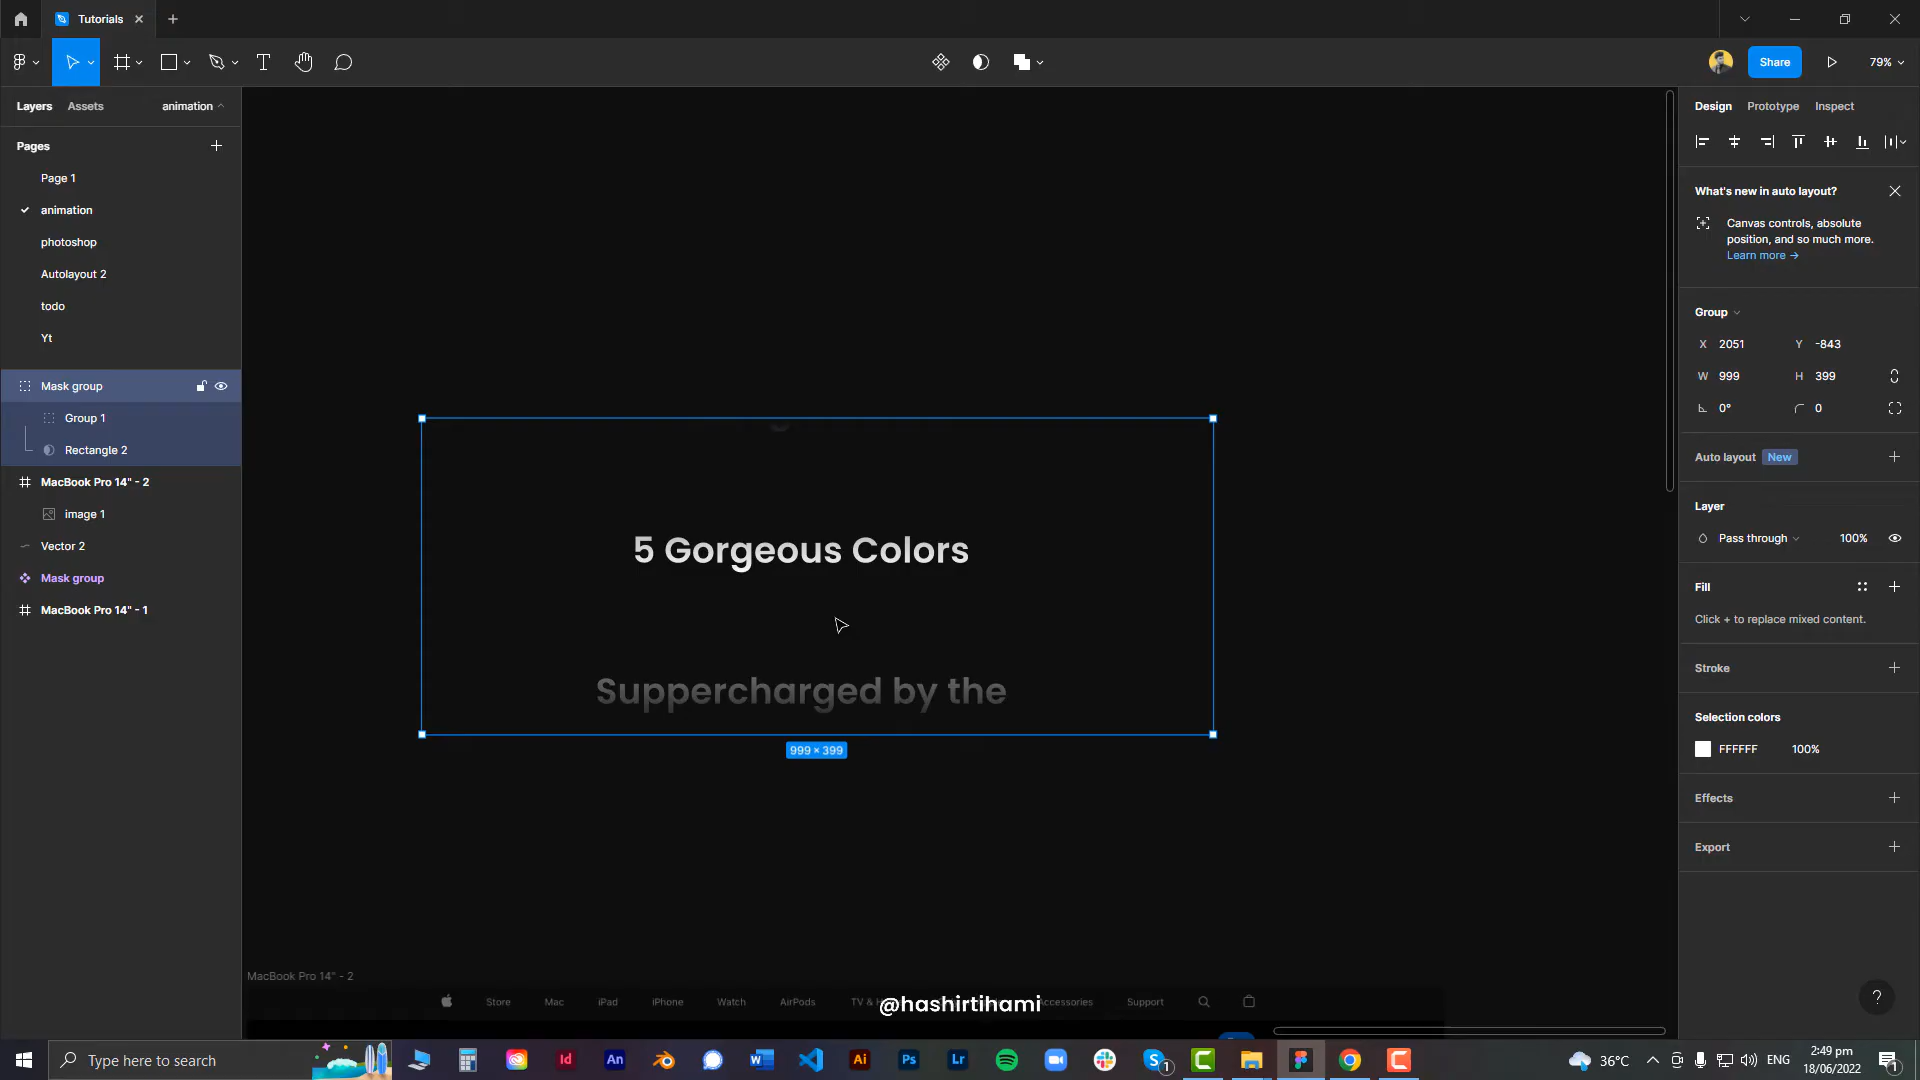 Tutorials
Share
79%
Layers
Assets
animation
Design
Prototype
Inspect
Pages
Page 1
animation
photoshop
Autolayout 2
todo
Yt
What's new in auto layout?
Canvas controls, absolute
position, and so much more.
Learn more →
Mask group
Group 1
Rectangle 2
MacBook Pro 14" - 2
image 1
Vector 2
Mask group
MacBook Pro 14" - 1
Group
X 2051
Y -843
W 999
H 399
0°
0
Auto layout New
Layer
Pass through
100%
Fill
Click + to replace mixed content.
Stroke
Selection colors
FFFFFF 100%
Effects
Export
5 Gorgeous Colors
Suppercharged by the
999 × 399
MacBook Pro 14" - 2
Store
Mac
iPad
iPhone
Watch
AirPods
TV &
Accessories
Support
@hashirtihami
Type here to search
36°C
ENG
2:49 pm
18/06/2022